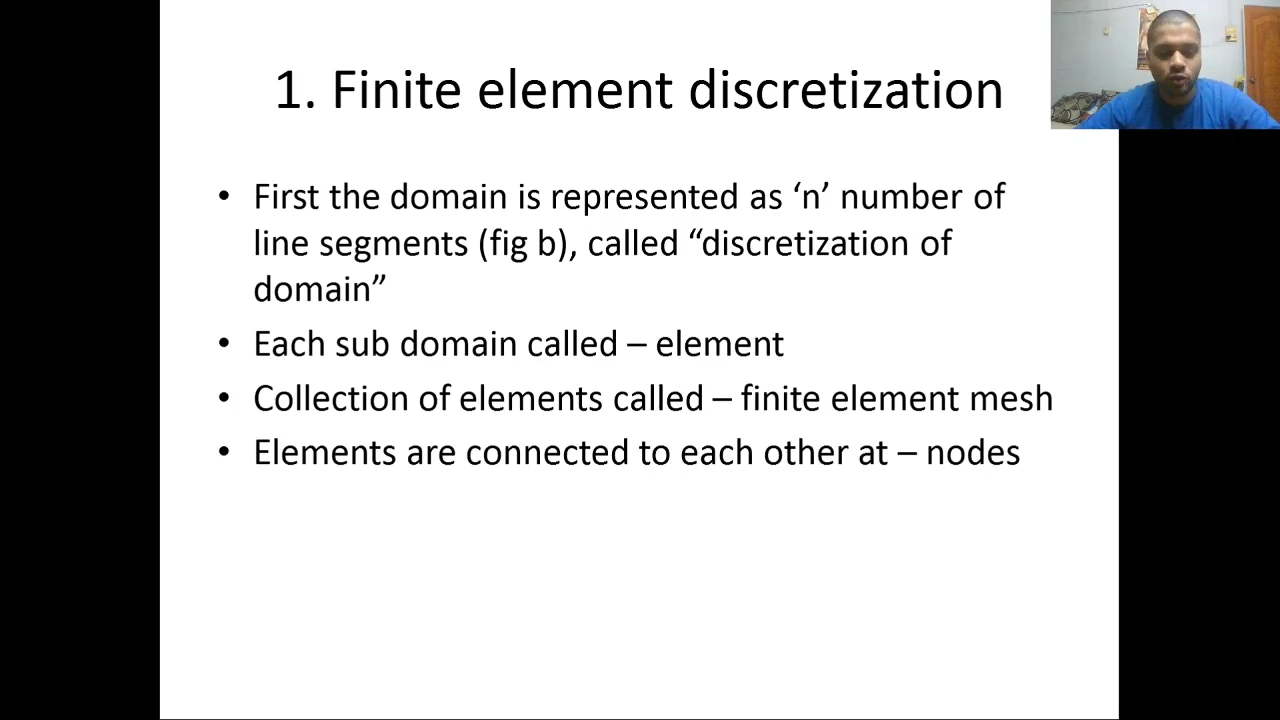 1. Finite element discretization
• First the domain is represented as ‘n’ number of
line segments (fig b), called “discretization of
domain”
• Each sub domain called – element
• Collection of elements called – finite element mesh
• Elements are connected to each other at – nodes